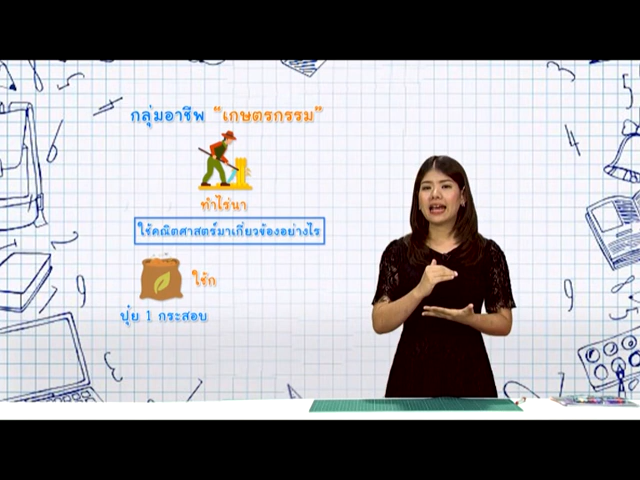 กลุ่มอาชีพ "เกษตรกรรม"
ทำไร่นา
ใช้คณิตศาสตร์มาเกี่ยวข้องอย่างไร
ใช้ก
ปุ๋ย 1 กระสอบ